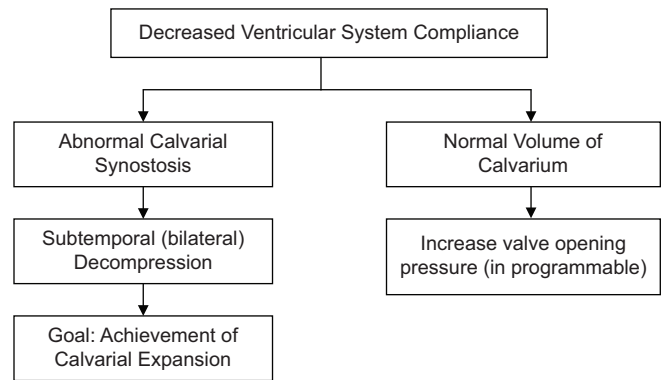 Decreased Ventricular System Compliance
Abnormal Calvarial
Synostosis
Subtemporal (bilateral)
Decompression
Goal: Achievement of
Calvarial Expansion
Normal Volume of
Calvarium
Increase valve opening
pressure (in programmable)